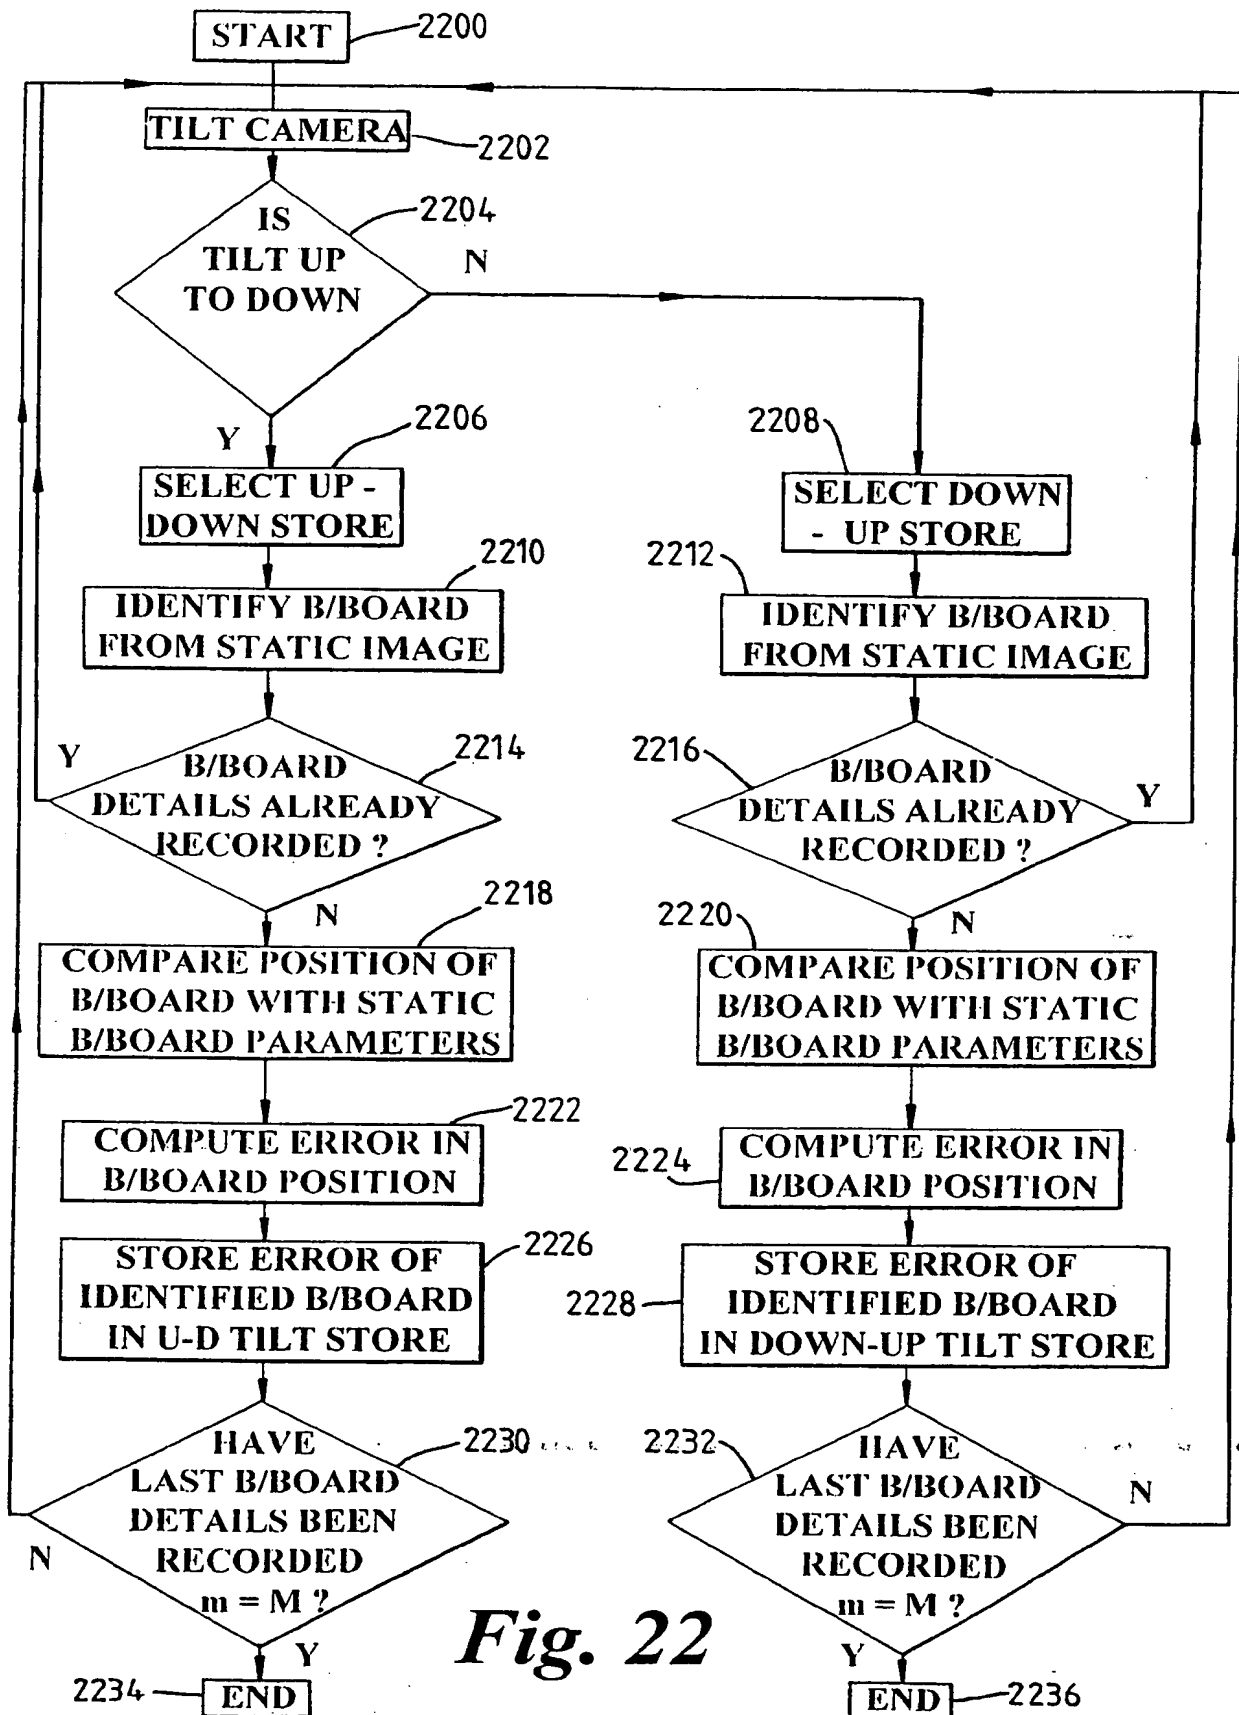 START
2200
TILT CAMERA
2202
IS
TILT UP
TO DOWN
2204
N
Y
2206
SELECT UP -
DOWN STORE
2208
SELECT DOWN
- UP STORE
2210
IDENTIFY B/BOARD
FROM STATIC IMAGE
2212
IDENTIFY B/BOARD
FROM STATIC IMAGE
Y
2214
B/BOARD
DETAILS ALREADY
RECORDED ?
N
2216
B/BOARD
DETAILS ALREADY
RECORDED ?
Y
N
2218
COMPARE POSITION OF
B/BOARD WITH STATIC
B/BOARD PARAMETERS
2220
COMPARE POSITION OF
B/BOARD WITH STATIC
B/BOARD PARAMETERS
2222
COMPUTE ERROR IN
B/BOARD POSITION
2224
COMPUTE ERROR IN
B/BOARD POSITION
2226
STORE ERROR OF
IDENTIFIED B/BOARD
IN U-D TILT STORE
2228
STORE ERROR OF
IDENTIFIED B/BOARD
IN DOWN-UP TILT STORE
2230
HAVE
LAST B/BOARD
DETAILS BEEN
RECORDED
m = M ?
N
Y
2232
HAVE
LAST B/BOARD
DETAILS BEEN
RECORDED
m = M ?
N
Y
Fig. 22
2234
END
END
2236